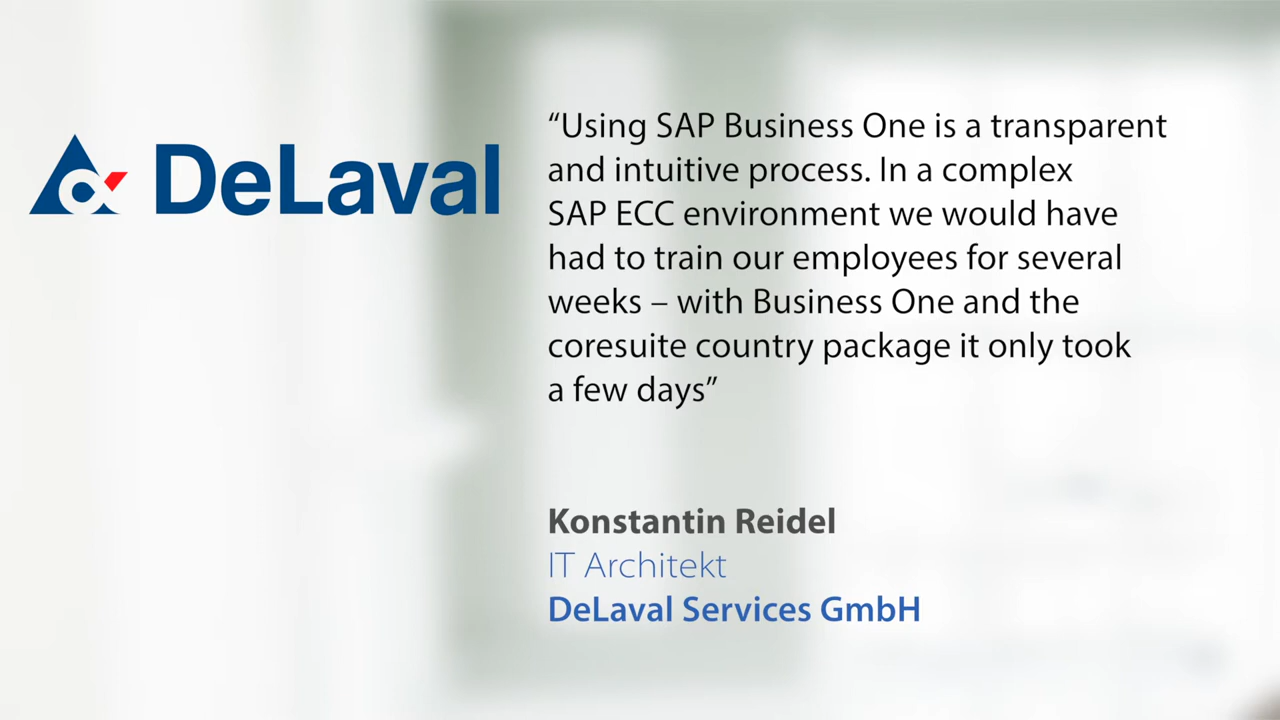 DeLaval
“Using SAP Business One is a transparent
and intuitive process. In a complex
SAP ECC environment we would have
had to train our employees for several
weeks – with Business One and the
coresuite country package it only took
a few days”
Konstantin Reidel
IT Architekt
DeLaval Services GmbH